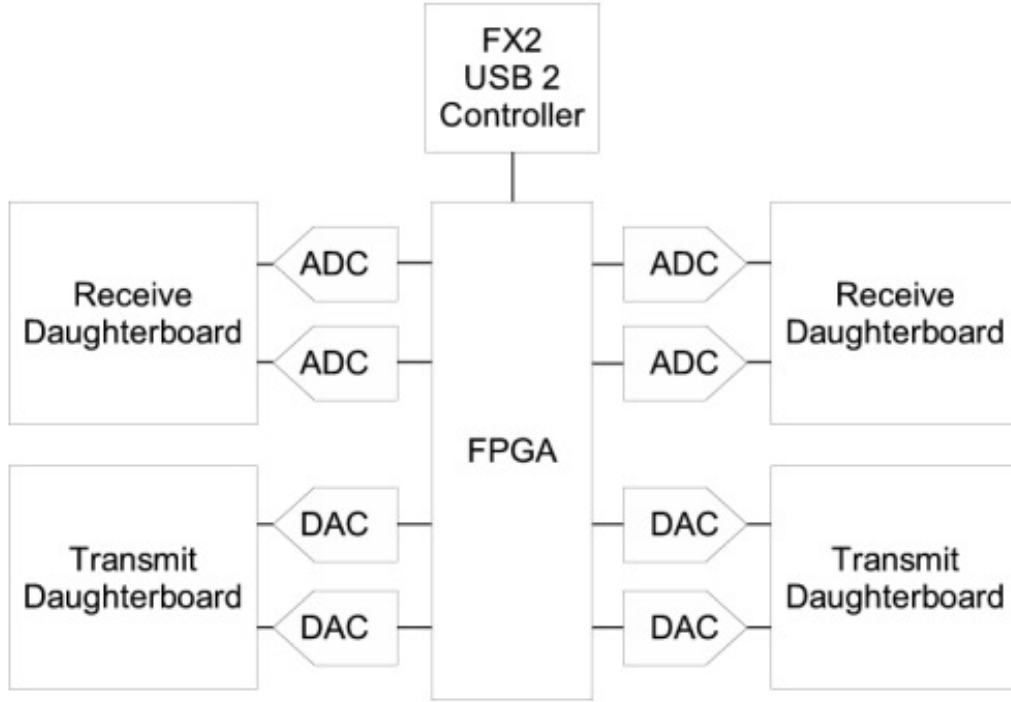 FX2
USB 2
Controller
Receive
Daughterboard
ADC
ADC
ADC
ADC
Receive
Daughterboard
FPGA
Transmit
Daughterboard
DAC
DAC
DAC
DAC
Transmit
Daughterboard